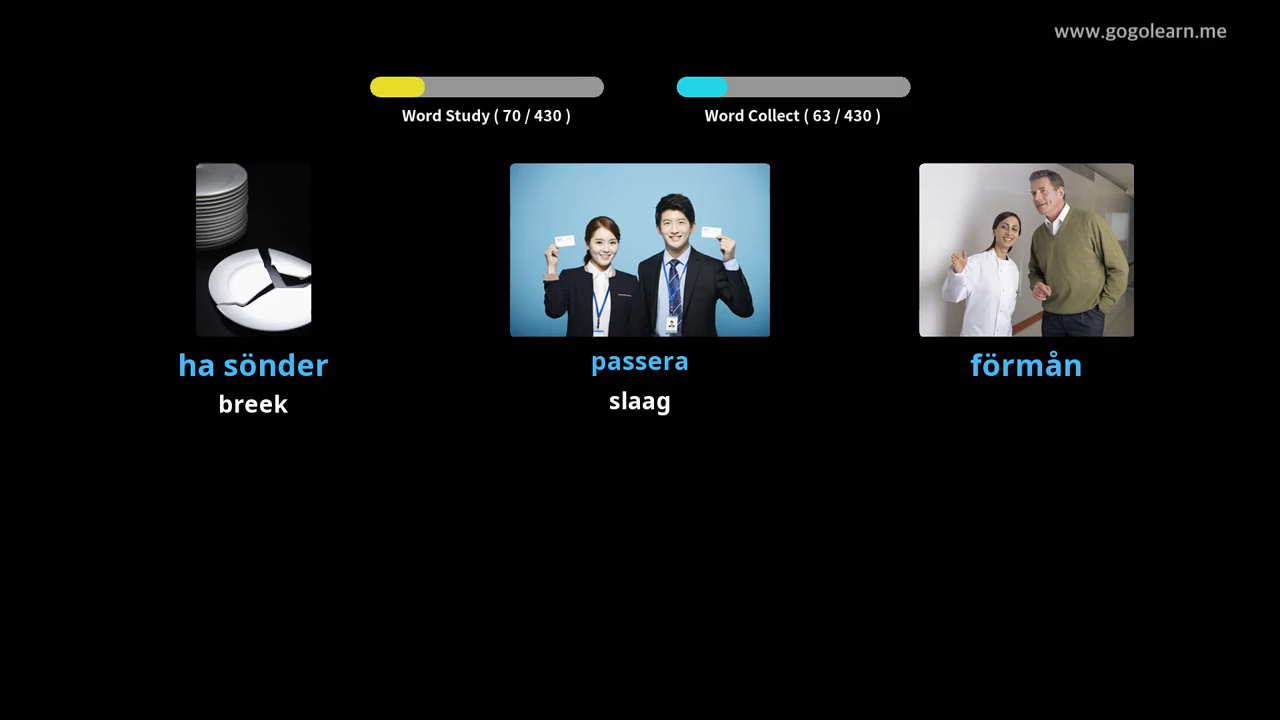 www.gogolearn.me
Word Study ( 70 / 430 )
Word Collect ( 63 / 430 )
ha sönder
passera
förmån
breek
slaag